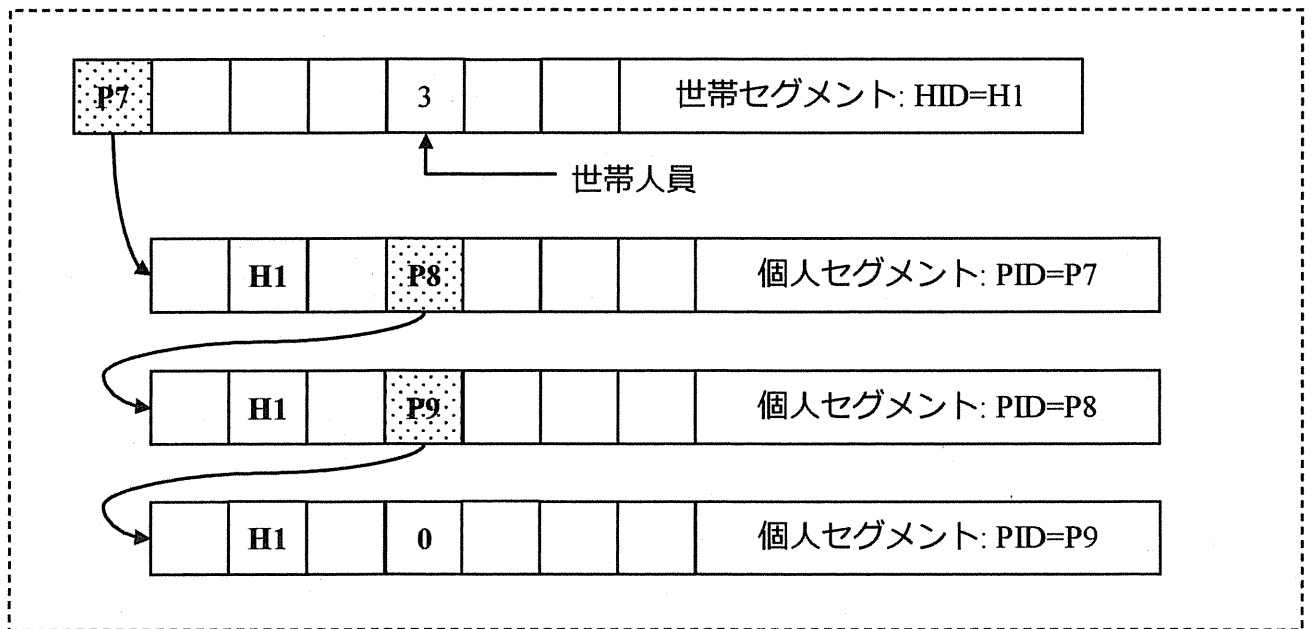 P7 3 世帯セグメント: HID=H1
世帯人員
H1 P8 個人セグメント: PID=P7
H1 P9 個人セグメント: PID=P8
H1 0 個人セグメント: PID=P9